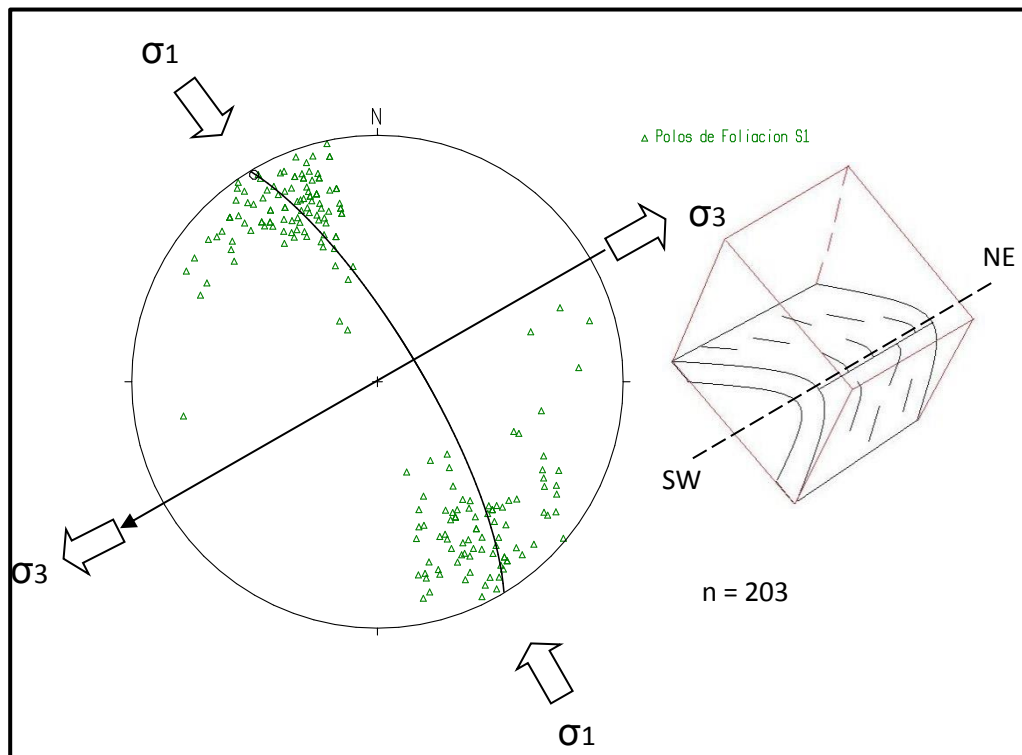 σ1
N
△ Polos de Foliacion S1
σ3
NE
SW
σ3
n = 203
σ1